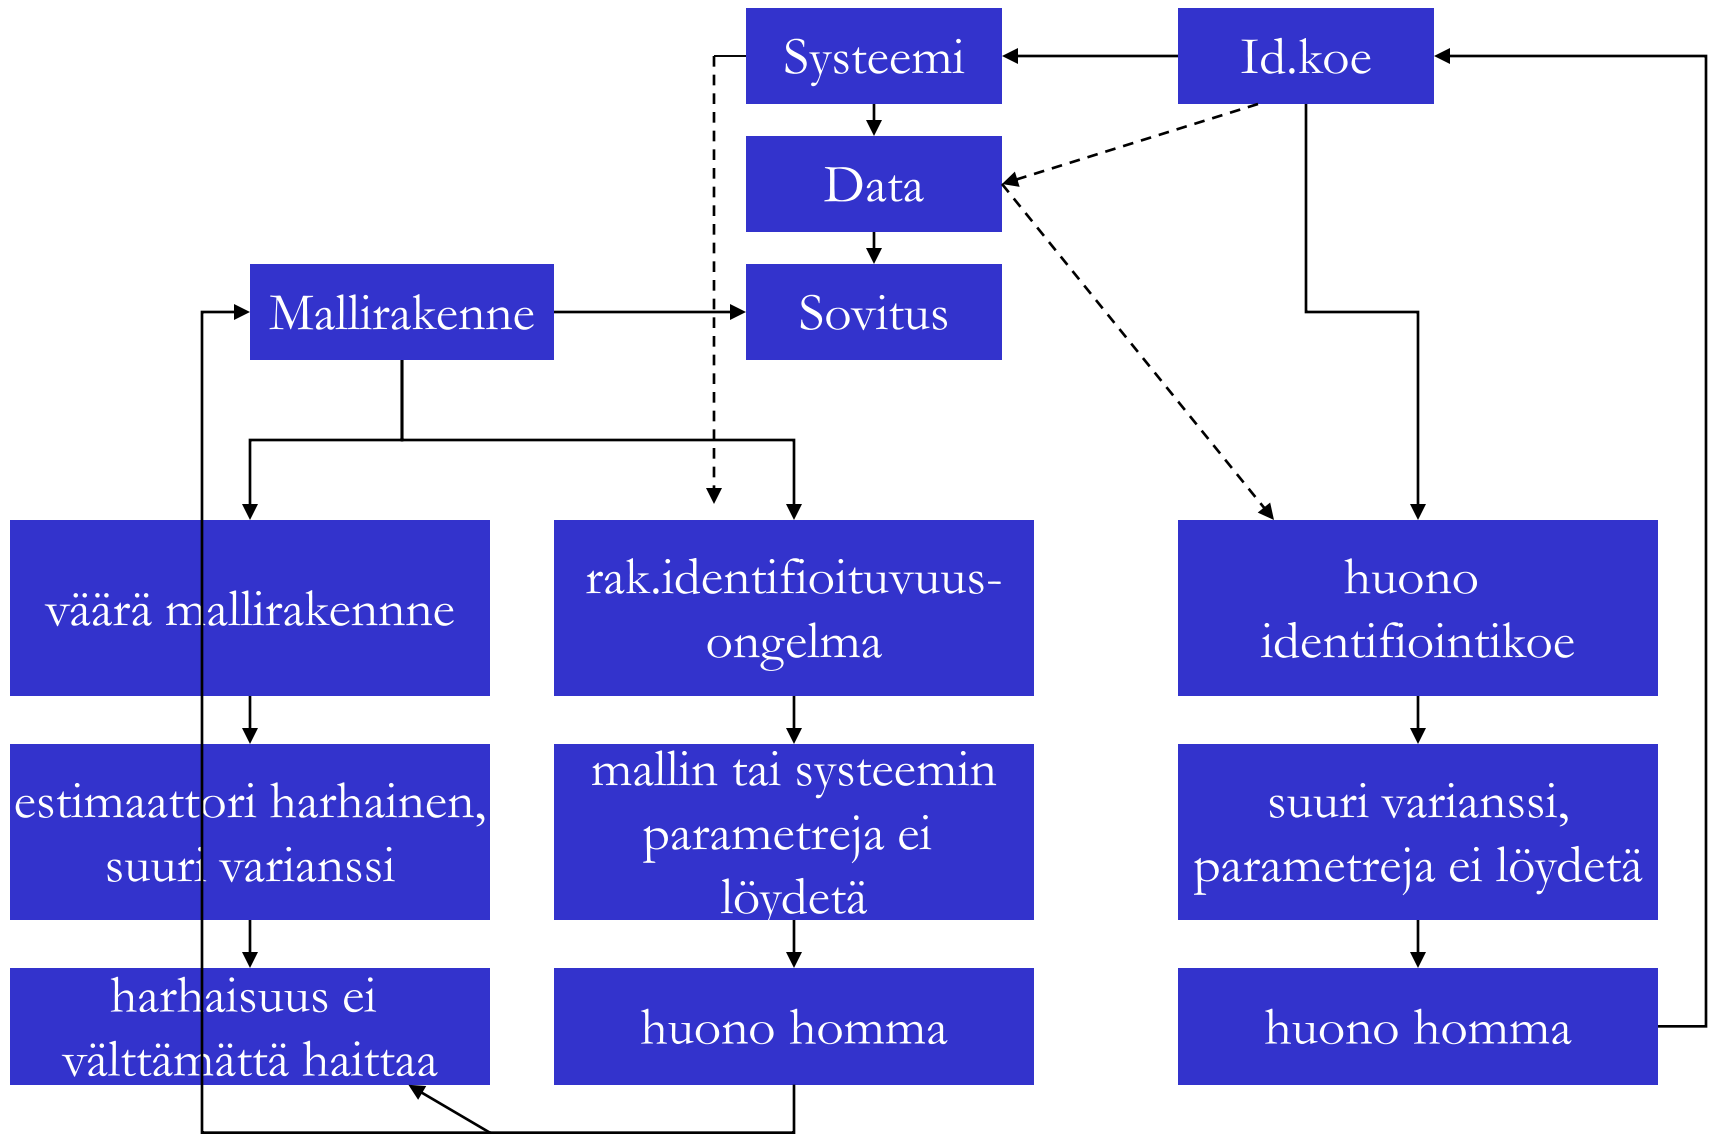 Systeemi
Id.koe
Data
Mallirakenne
Sovitus
väärä mallirakennne
rak.identifioituvuus-
ongelma
huono
identifiointikoe
estimaattori harhainen,
suuri varianssi
mallin tai systeemin
parametreja ei
löydetä
suuri varianssi,
parametreja ei löydetä
harhaisuus ei
välttämättä haittaa
huono homma
huono homma